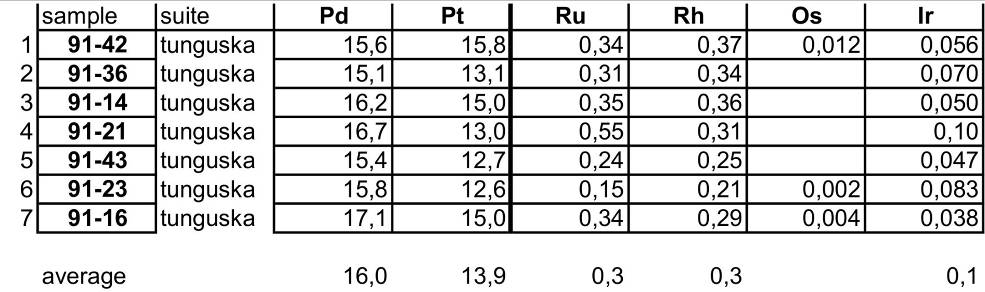 sample suite Pd Pt Ru Rh Os Ir
1 91-42 tunguska 15,6 15,8 0,34 0,37 0,012 0,056
2 91-36 tunguska 15,1 13,1 0,31 0,34 0,070
3 91-14 tunguska 16,2 15,0 0,35 0,36 0,050
4 91-21 tunguska 16,7 13,0 0,55 0,31 0,10
5 91-43 tunguska 15,4 12,7 0,24 0,25 0,047
6 91-23 tunguska 15,8 12,6 0,15 0,21 0,002 0,083
7 91-16 tunguska 17,1 15,0 0,34 0,29 0,004 0,038
average 16,0 13,9 0,3 0,3 0,1